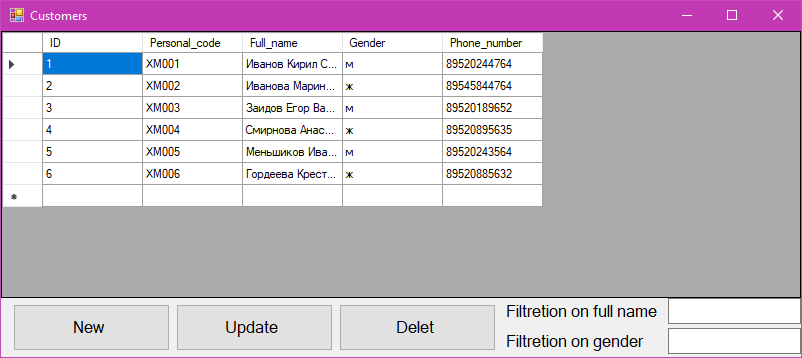 Customers
ID Personal_code Full_name Gender Phone_number
1 XM001 Иванов Кирил С... м 89520244764
2 XM002 Иванова Марин... ж 89545844764
3 XM003 Заидов Егор Ва... м 89520189652
4 XM004 Смирнова Анас... ж 89520895635
5 XM005 Меньшиков Ива... м 89520243564
6 XM006 Гордеева Крест... ж 89520885632
New Update Delet
Filtretion on full name
Filtretion on gender